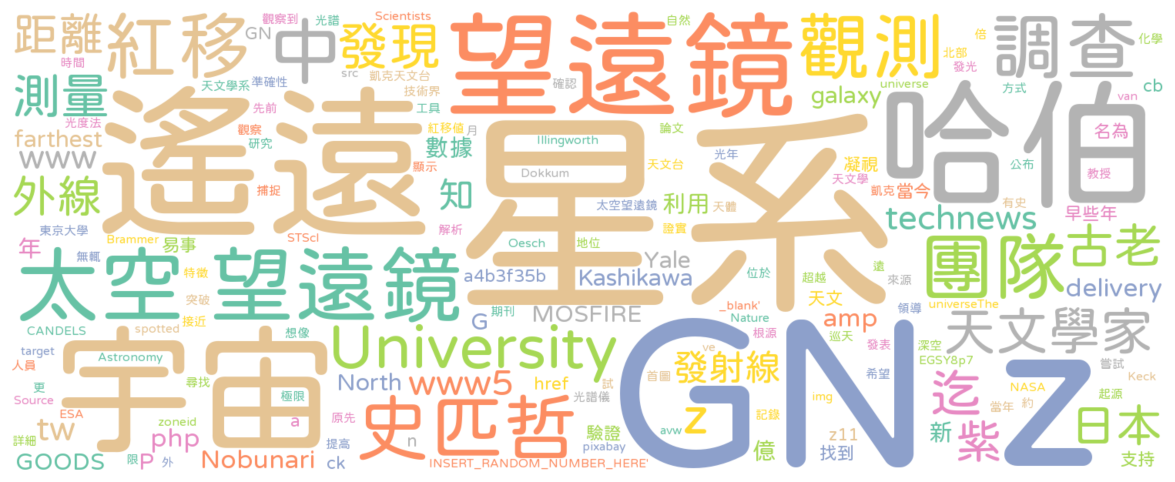 距離
紅移
GN
中
觀察到
光譜
Scientists
發現
望遠鏡
觀測
自然
倍
北部
發光
調查
化學
時間
測量
天文學系
準確性
src
凱克天文台
技術界
確認
universe
方式
cb
galaxy
van
遙遠
先前
工具
光度法
farthest
觀察
紅移值
月
論文
哈伯
名為
www
研究
數據
Illingworth
星系
光年
凝視
公布
外線
顯示
Dokkum
天文台
天文學
教授
捕捉
知
凱克
當今
太空望遠鏡
利用
天體
有史
早些年
東京大學
STScI
解析
證實
technews
年
Brammer
易事
無輒
Oesch
地位
位於
超越
遠
團隊
古老
太空
望遠鏡
特徵
Yale
a4b3f35b
Kashikawa
來源
delivery
突破
_blank'
天文
期刊
MOSFIRE
G
Nature
amp
領導
universeThe
CANDELS
spotted
接近
想像
University
根源
巡天
發表
深空
天文學家
target
Astronomy
宇宙
ve
EGSY8p7
人員
更
尋找
North
www5
href
首圖
發射線
GN
希望
嘗試
Keck
Source
ESA
極限
光譜儀
試
img
迄
NASA
起源
tw
zoneid
a
原先
史匹哲
z
記錄
當年
約
Z
日本
詳細
php
n
驗證
avw
z11
新
紫
GOODS
限
P
外
Nobunari
提高
ck
pixabay
億
找到
支持
INSERT_RANDOM_NUMBER_HERE'